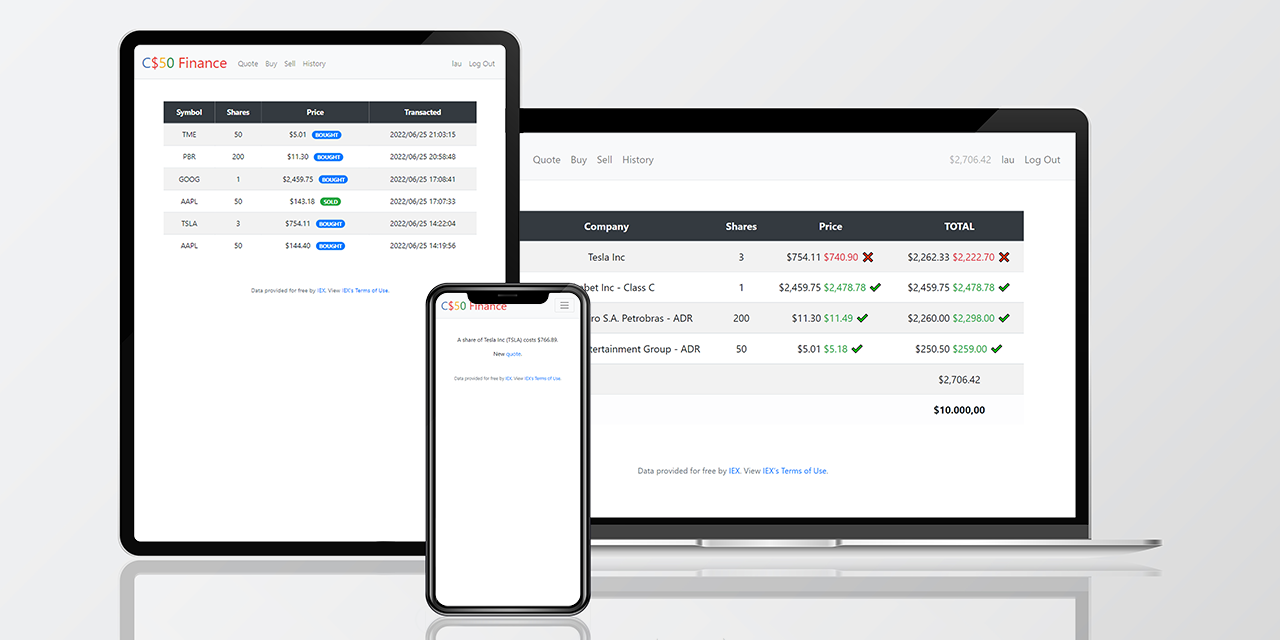 C$50 Finance Quote Buy Sell History lau Log Out
Symbol Shares Price Transacted
TME 50 $5.01 BOUGHT 2022/06/25 21:03:15
PBR 200 $11.30 BOUGHT 2022/06/25 20:58:48
GOOG 1 $2,459.75 BOUGHT 2022/06/25 17:08:41
AAPL 50 $143.18 SOLD 2022/06/25 17:07:33
TSLA 3 $754.11 BOUGHT 2022/06/25 14:22:04
AAPL 50 $144.40 BOUGHT 2022/06/25 14:19:56
Data provided for free by IEX. View IEX's Terms of Use.
C$50 Finance
A share of Tesla Inc (TSLA) costs $766.89.
New quote.
Data provided for free by IEX. View IEX's Terms of Use.
Quote Buy Sell History $2,706.42 lau Log Out
Company Shares Price TOTAL
Tesla Inc 3 $754.11 $740.90 $2,262.33 $2,222.70
abet Inc - Class C 1 $2,459.75 $2,478.78 $2,459.75 $2,478.78
ro S.A. Petrobras - ADR 200 $11.30 $11.49 $2,260.00 $2,298.00
tertainment Group - ADR 50 $5.01 $5.18 $250.50 $259.00
$2,706.42
$10.000,00
Data provided for free by IEX. View IEX's Terms of Use.